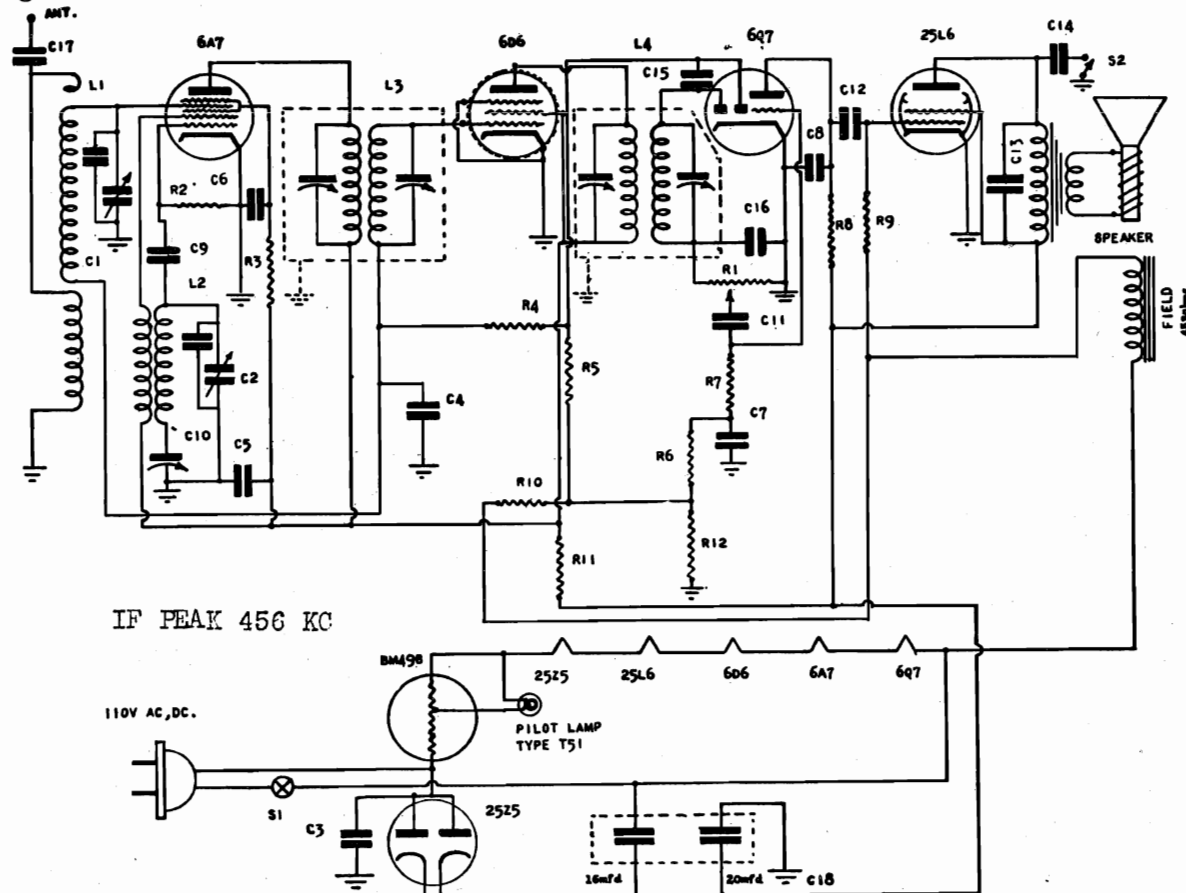 ANT.
C17
L1
6A7
L3
6D6
L4
C15
6Q7
C12
25L6
C14
S2
C8
C13
R2
C6
C16
R8
R9
SPEAKER
C1
C9
R3
R1
L2
C11
R4
FIELD
450ohms
C2
R5
R7
C4
C10
C5
C7
R6
R10
R12
R11
IF PEAK 456 KC
BM49B
25Z5
25L6
6D6
6A7
6Q7
110V AC,DC.
PILOT LAMP
TYPE T51
S1
25Z5
C3
16mfd
20mfd
C18